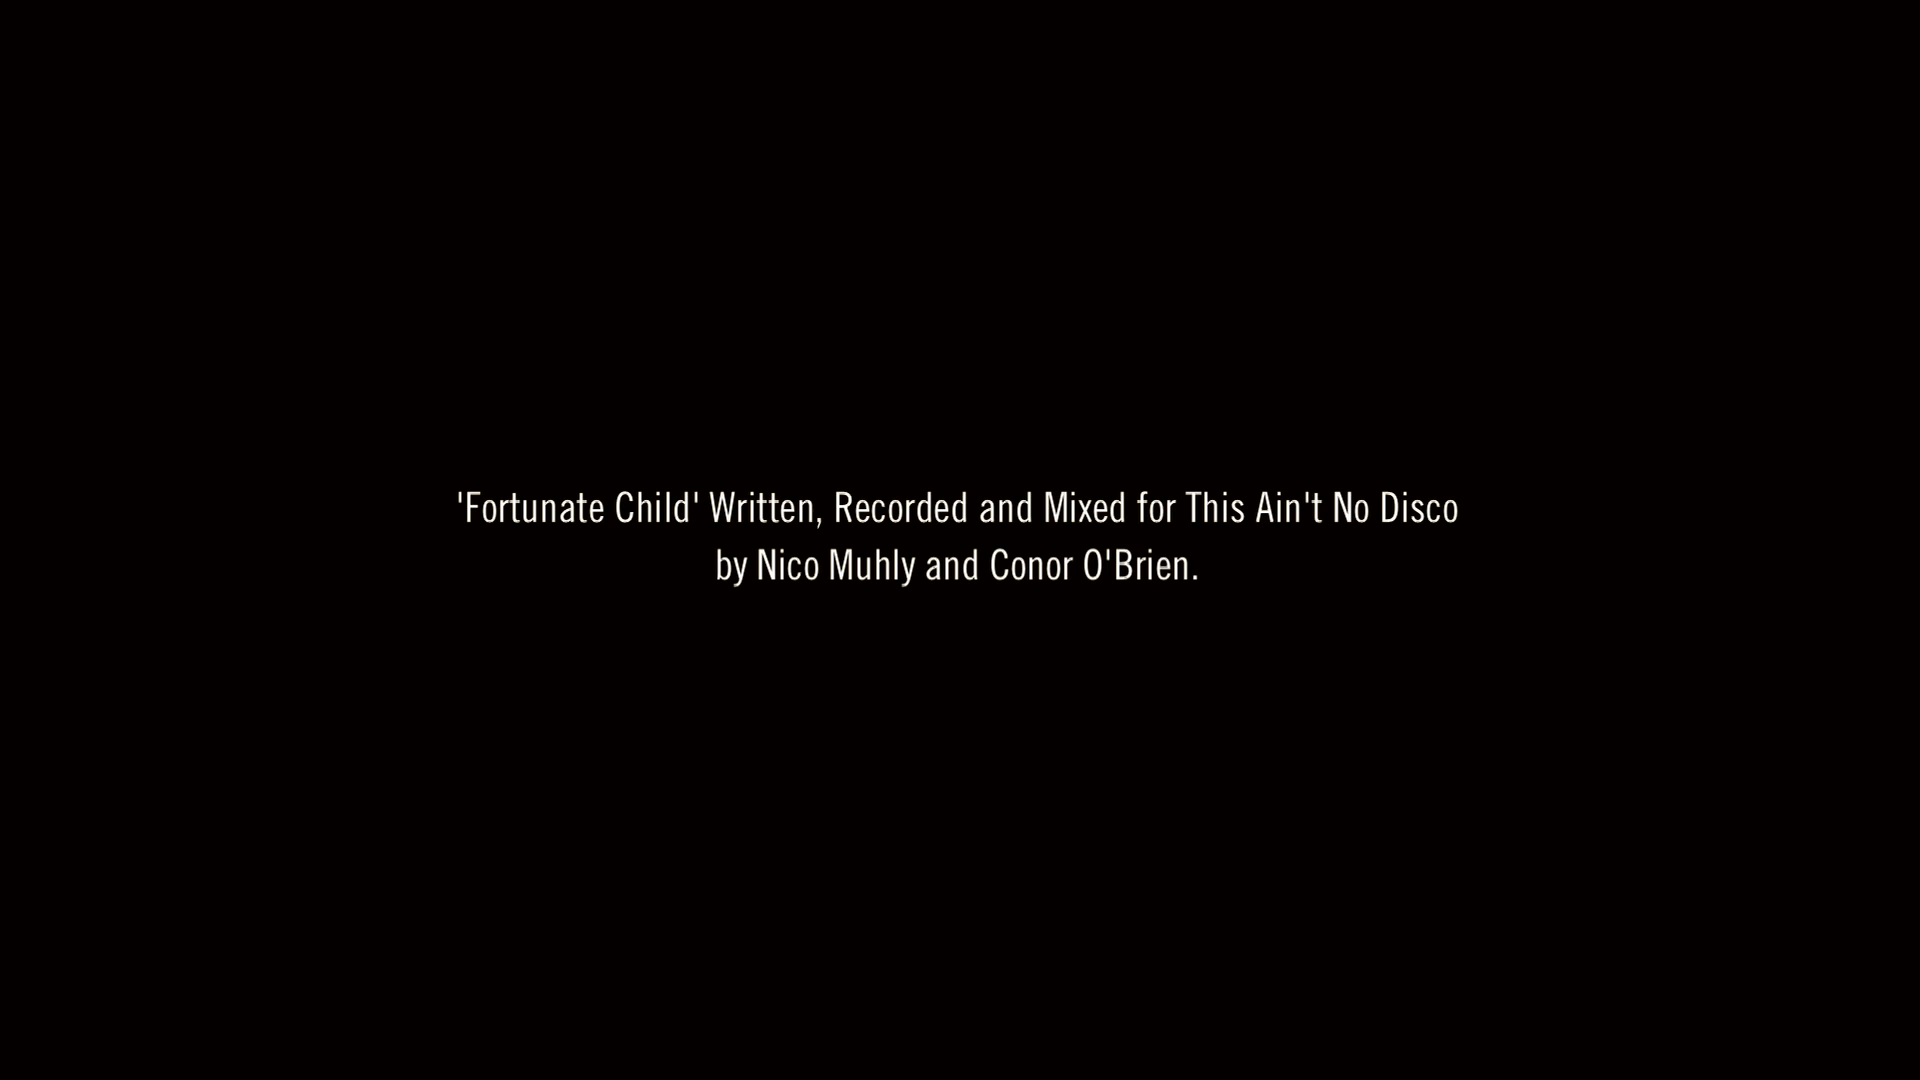 'Fortunate Child' Written, Recorded and Mixed for This Ain't No Disco
by Nico Muhly and Conor O'Brien.